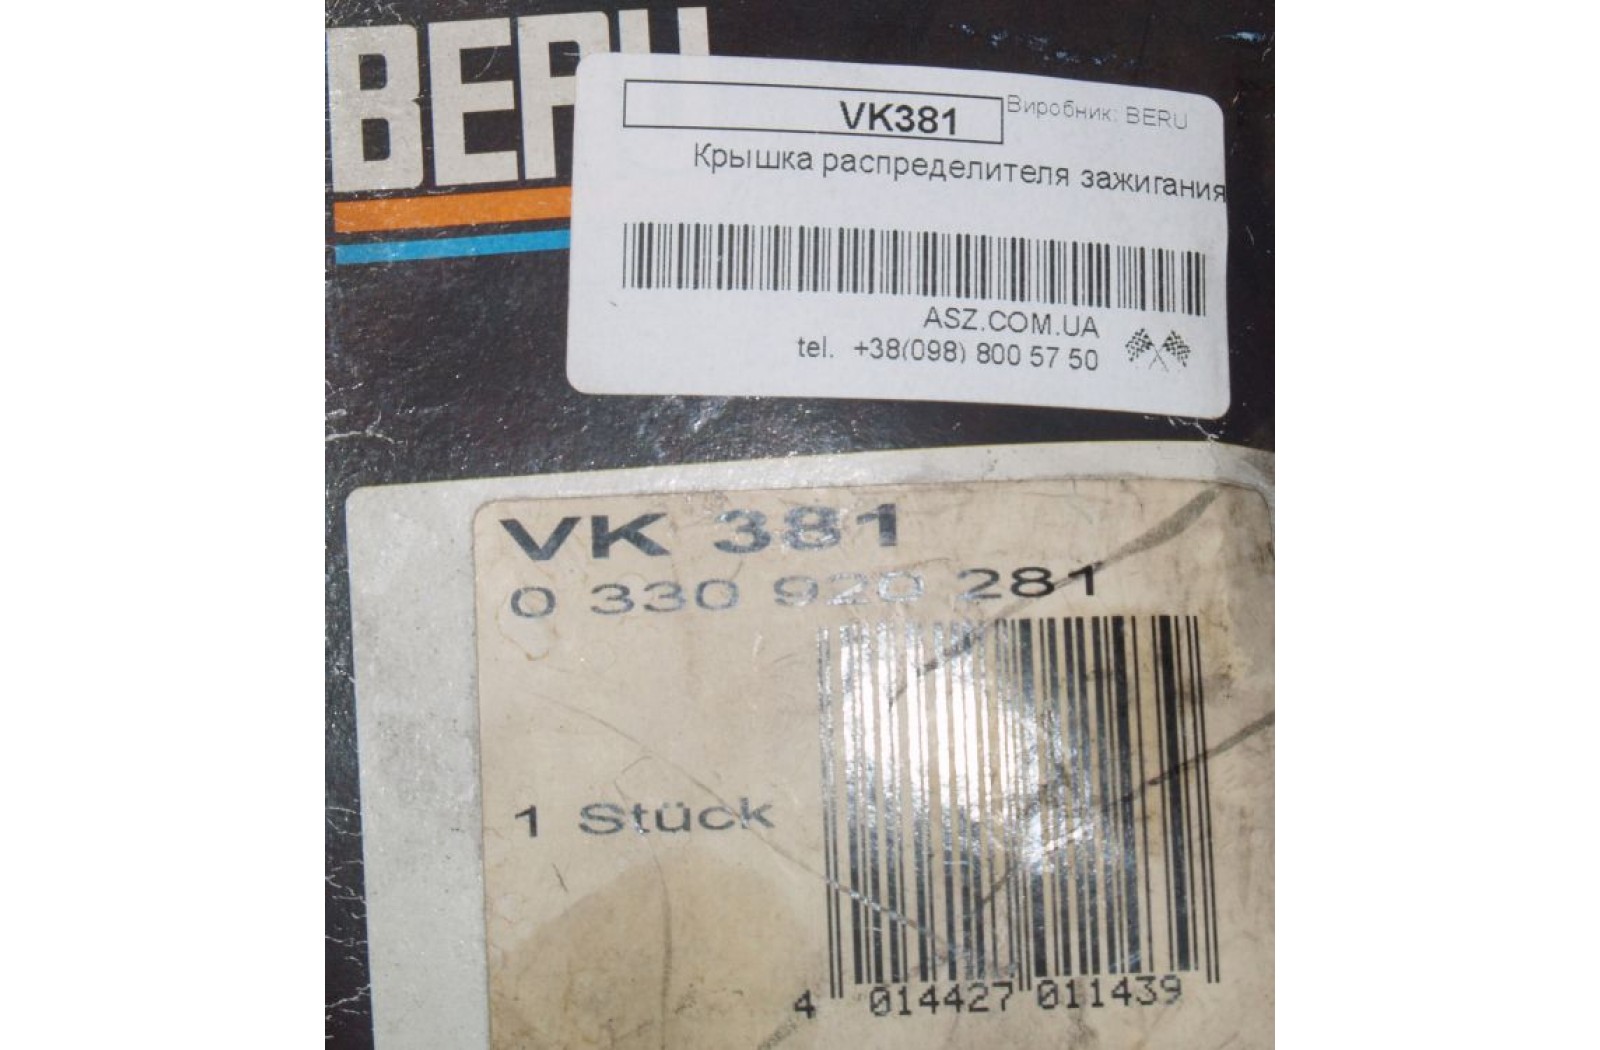 BERU
VK381
Виробник: BERU
Крышка распределителя зажигания
ASZ.COM.UA
tel. +38(098) 800 57 50
VK 381
0 330 920 281
1 Stück
4 014427 011439